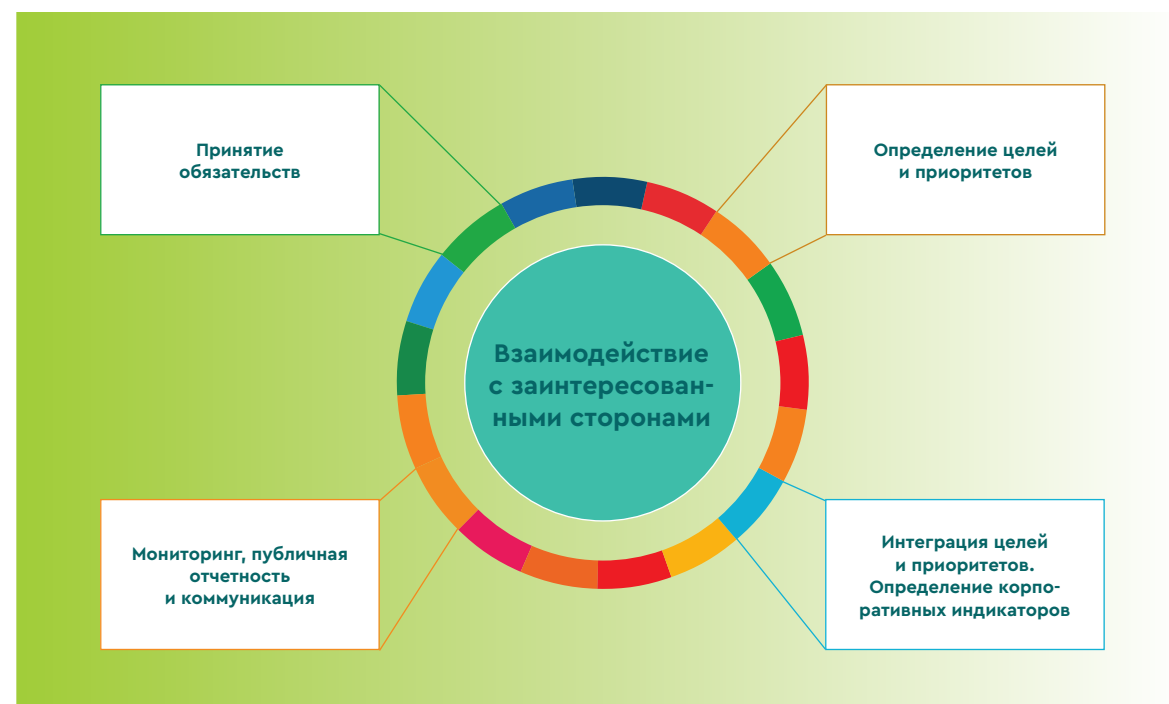 Принятие
обязательств
Определение целей
и приоритетов
Взаимодействие
с заинтересован-
ными сторонами
Мониторинг, публичная
отчетность
и коммуникация
Интеграция целей
и приоритетов.
Определение корпо-
ративных индикаторов